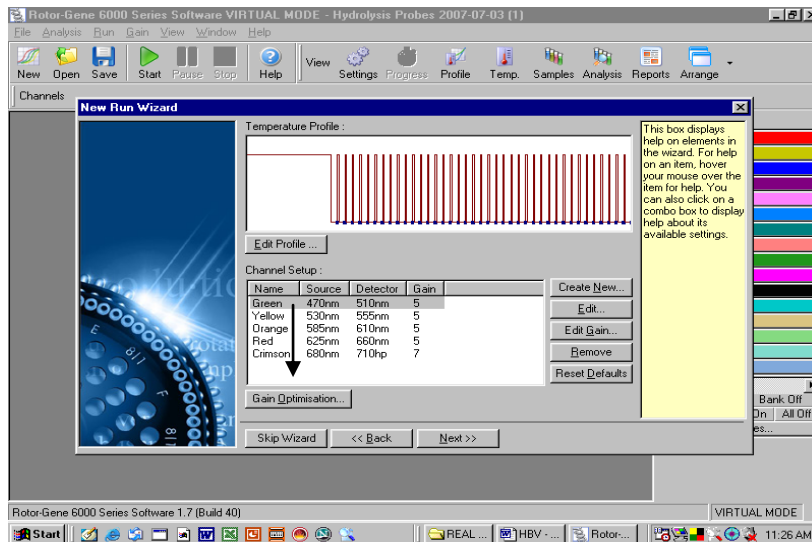 Rotor-Gene 6000 Series Software VIRTUAL MODE - Hydrolysis Probes 2007-07-03 (1)
File Analysis Run Gain View Window Help
New Open Save Start Pause Stop Help View Settings Progress Profile Temp. Samples Analysis Reports Arrange
Channels
New Run Wizard
Temperature Profile :
Edit Profile ...
Channel Setup :
Name Source Detector Gain
Green 470nm 510nm 5
Yellow 530nm 555nm 5
Orange 585nm 610nm 5
Red 625nm 660nm 5
Crimson 680nm 710hp 7
Create New...
Edit...
Edit Gain...
Remove
Reset Defaults
Gain Optimisation...
Skip Wizard << Back Next >>
This box displays
help on elements in
the wizard. For help
on an item, hover
your mouse over the
item for help. You
can also click on a
combo box to display
help about its
available settings.
Bank Off
On All Off
es...
Rotor-Gene 6000 Series Software 1.7 (Build 40)
VIRTUAL MODE
Start REAL ... HBV - ... Rotor-... 11:26 AM